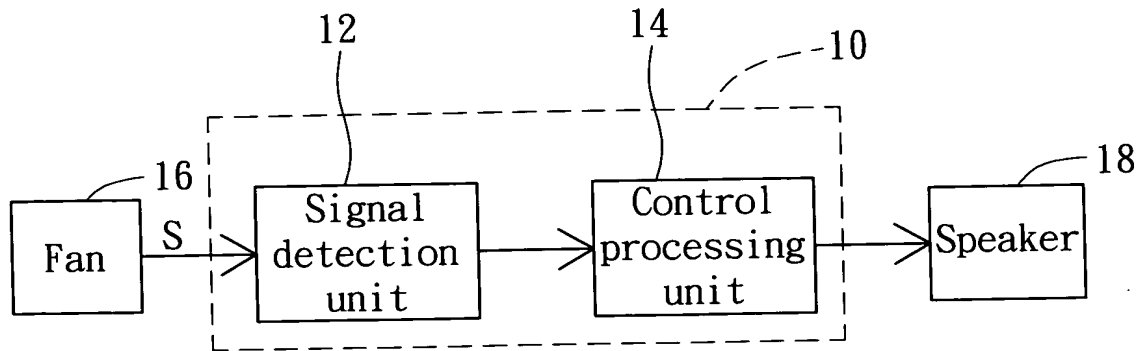 12
14
10
16
18
Fan
S
Signal
detection
unit
Control
processing
unit
Speaker